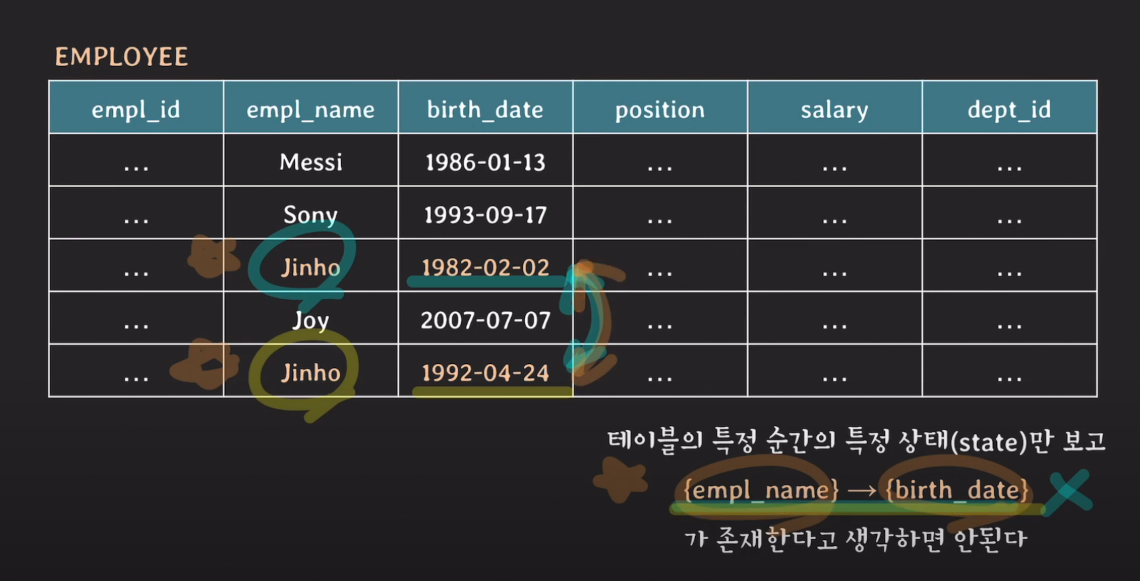 EMPLOYEE
empl_id empl_name birth_date position salary dept_id
... Messi 1986-01-13 ... ... ...
... Sony 1993-09-17 ... ... ...
... Jinho 1982-02-02 ... ... ...
... Joy 2007-07-07 ... ... ...
... Jinho 1992-04-24 ... ... ...
테이블의 특정 순간의 특정 상태(state)만 보고
{empl_name} → {birth_date}
가 존재한다고 생각하면 안된다